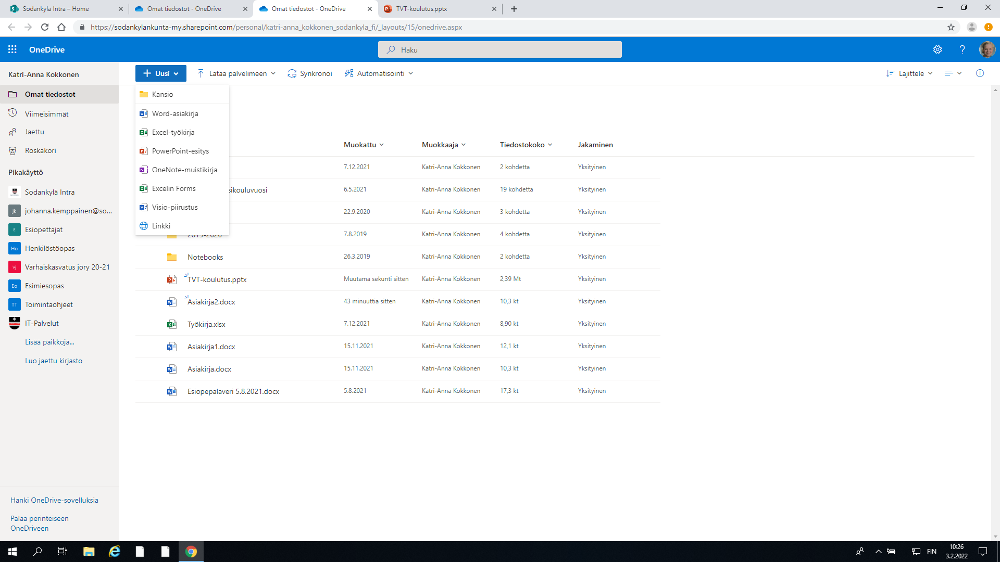 Sodankylä Intra – Home
Omat tiedostot - OneDrive
Omat tiedostot - OneDrive
TVT-koulutus.pptx
https://sodankylankunta-my.sharepoint.com/personal/katri-anna_kokkonen_sodankyla_fi/_layouts/15/onedrive.aspx
OneDrive
Haku
Katri-Anna Kokkonen
Uusi
Lataa palvelimeen
Synkronoi
Automatisointi
Lajittele
Omat tiedostot
Viimeisimmät
Jaettu
Roskakori
Pikakäyttö
Sodankylä Intra
jk johanna.kemppainen@so...
E Esiopettajat
Ho Henkilöstöopas
Vj Varhaiskasvatus jory 20-21
Eo Esimiesopas
TT Toimintaohjeet
IT-Palvelut
Lisää paikkoja...
Luo jaettu kirjasto
Hanki OneDrive-sovelluksia
Palaa perinteiseen
OneDriveen
Kansio
Word-asiakirja
Excel-työkirja
PowerPoint-esitys
OneNote-muistikirja
Excelin Forms
Visio-piirustus
Linkki
Muokattu Muokkaaja Tiedostokoko Jakaminen
7.12.2021 Katri-Anna Kokkonen 2 kohdetta Yksityinen
sikouluvuosi 6.5.2021 Katri-Anna Kokkonen 19 kohdetta Yksityinen
22.9.2020 Katri-Anna Kokkonen 3 kohdetta Yksityinen
2019-2020 7.8.2019 Katri-Anna Kokkonen 4 kohdetta Yksityinen
Notebooks 26.3.2019 Katri-Anna Kokkonen 2 kohdetta Yksityinen
TVT-koulutus.pptx Muutama sekunti sitten Katri-Anna Kokkonen 2,39 Mt Yksityinen
Asiakirja2.docx 43 minuuttia sitten Katri-Anna Kokkonen 10,3 kt Yksityinen
Työkirja.xlsx 7.12.2021 Katri-Anna Kokkonen 8,90 kt Yksityinen
Asiakirja1.docx 15.11.2021 Katri-Anna Kokkonen 12,1 kt Yksityinen
Asiakirja.docx 15.11.2021 Katri-Anna Kokkonen 10,3 kt Yksityinen
Esiopepalaveri 5.8.2021.docx 5.8.2021 Katri-Anna Kokkonen 17,3 kt Yksityinen
FIN
10:26
3.2.2022